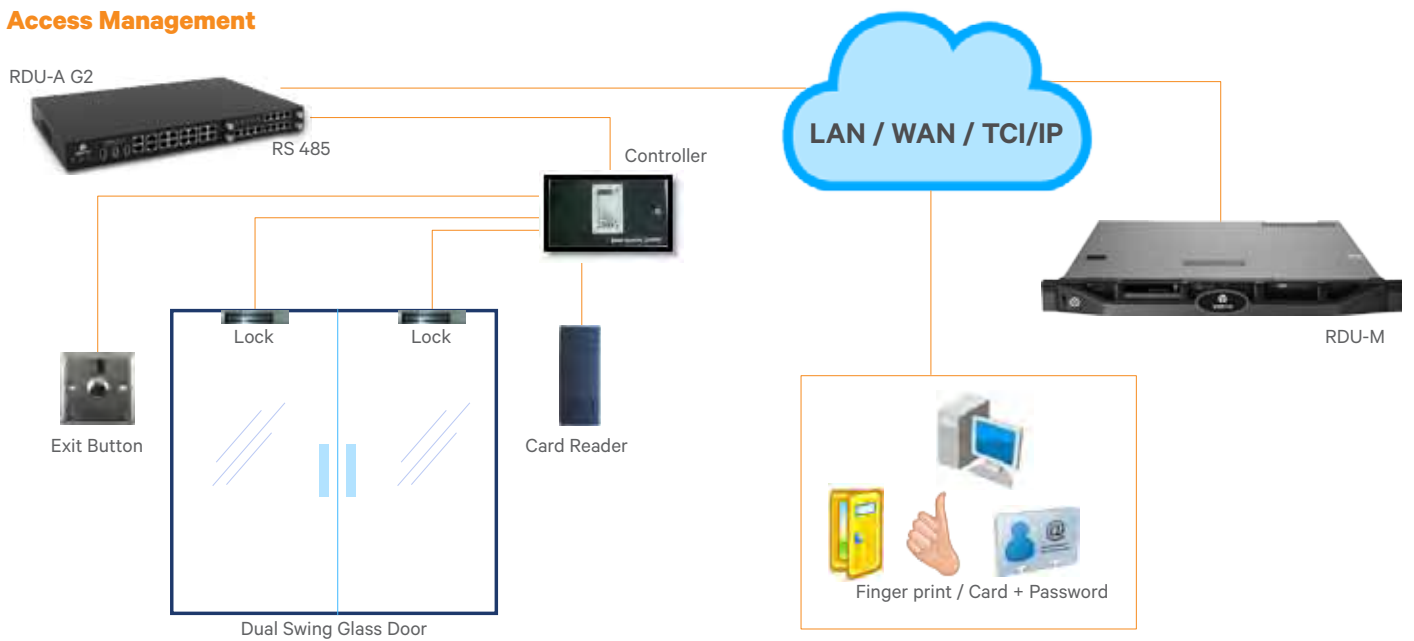 Access Management
RDU-A G2
RS 485
Controller
LAN / WAN / TCI/IP
Lock
Lock
RDU-M
Exit Button
Card Reader
Finger print / Card + Password
Dual Swing Glass Door